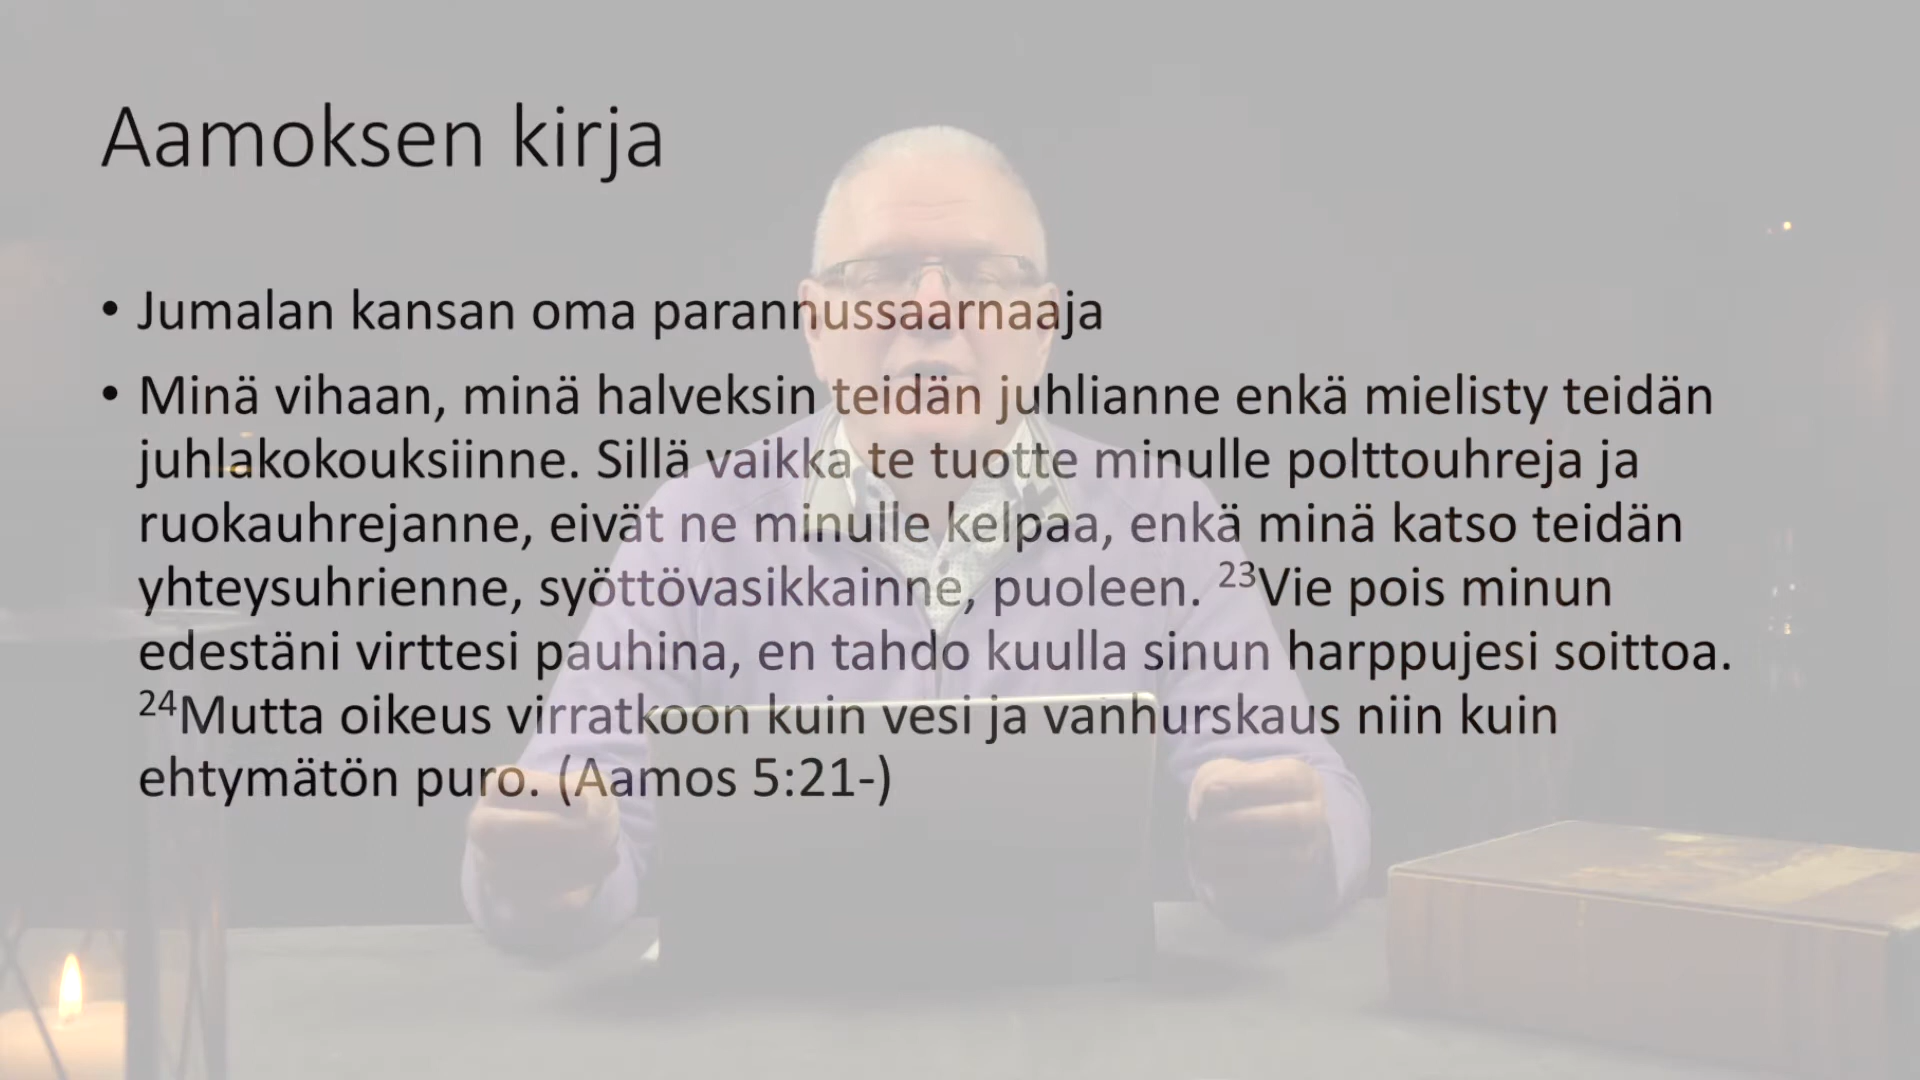 Aamoksen kirja
• Jumalan kansan oma parannussaarnaaja
• Minä vihaan, minä halveksin teidän juhlianne enkä mielisty teidän
juhlakokouksiinne. Sillä vaikka te tuotte minulle polttouhreja ja
ruokauhrejanne, eivät ne minulle kelpaa, enkä minä katso teidän
yhteysuhrienne, syöttövasikkainne, puoleen. ²³Vie pois minun
edestäni virttesi pauhina, en tahdo kuulla sinun harppujesi soittoa.
²⁴Mutta oikeus virratkoon kuin vesi ja vanhurskaus niin kuin
ehtymätön puro. (Aamos 5:21-)